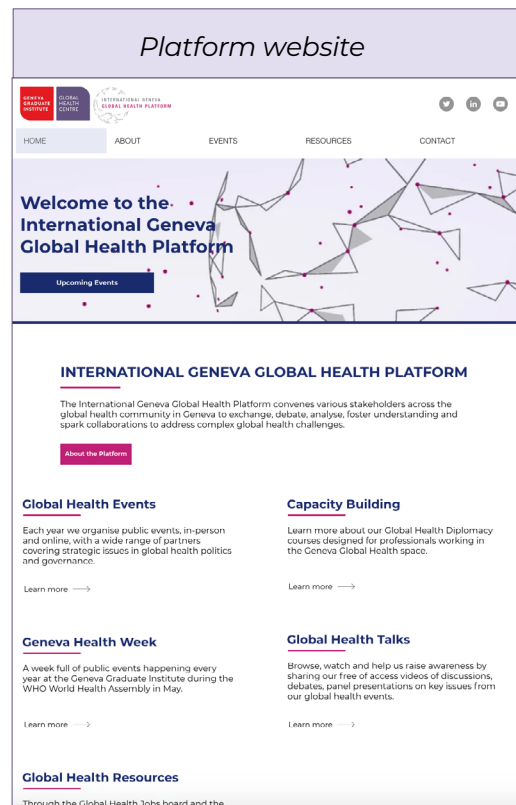 Platform website
GENEVA
GRADUATE
INSTITUTE
GLOBAL
HEALTH
CENTRE
INTERNATIONAL GENEVA
GLOBAL HEALTH PLATFORM
HOME
ABOUT
EVENTS
RESOURCES
CONTACT
Welcome to the
International Geneva
Global Health Platform
Upcoming Events
INTERNATIONAL GENEVA GLOBAL HEALTH PLATFORM
The International Geneva Global Health Platform convenes various stakeholders across the
global health community in Geneva to exchange, debate, analyse, foster understanding and
spark collaborations to address complex global health challenges.
About the Platform
Global Health Events
Each year we organise public events, in-person
and online, with a wide range of partners
covering strategic issues in global health politics
and governance.
Learn more
Capacity Building
Learn more about our Global Health Diplomacy
courses designed for professionals working in
the Geneva Global Health space.
Learn more
Geneva Health Week
A week full of public events happening every
year at the Geneva Graduate Institute during the
WHO World Health Assembly in May.
Learn more
Global Health Talks
Browse, watch and help us raise awareness by
sharing our free of access videos of discussions,
debates, panel presentations on key issues from
our global health events.
Learn more
Global Health Resources
Through the Global Health Jobs board and the